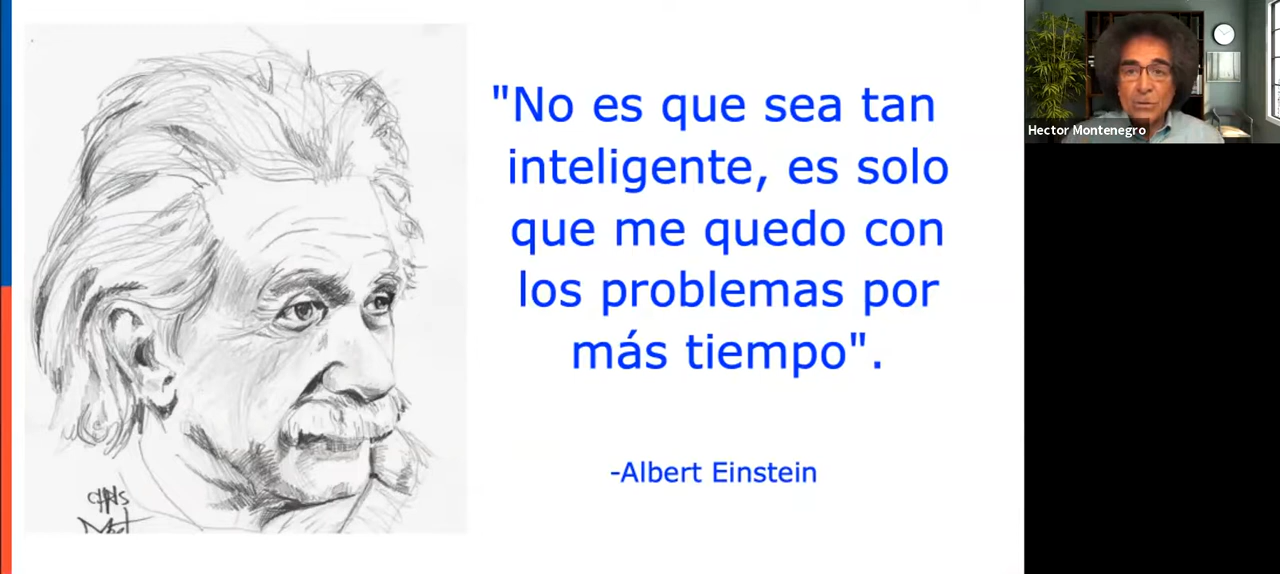 "No es que sea tan
inteligente, es solo
que me quedo con
los problemas por
más tiempo".
-Albert Einstein
Hector Montenegro